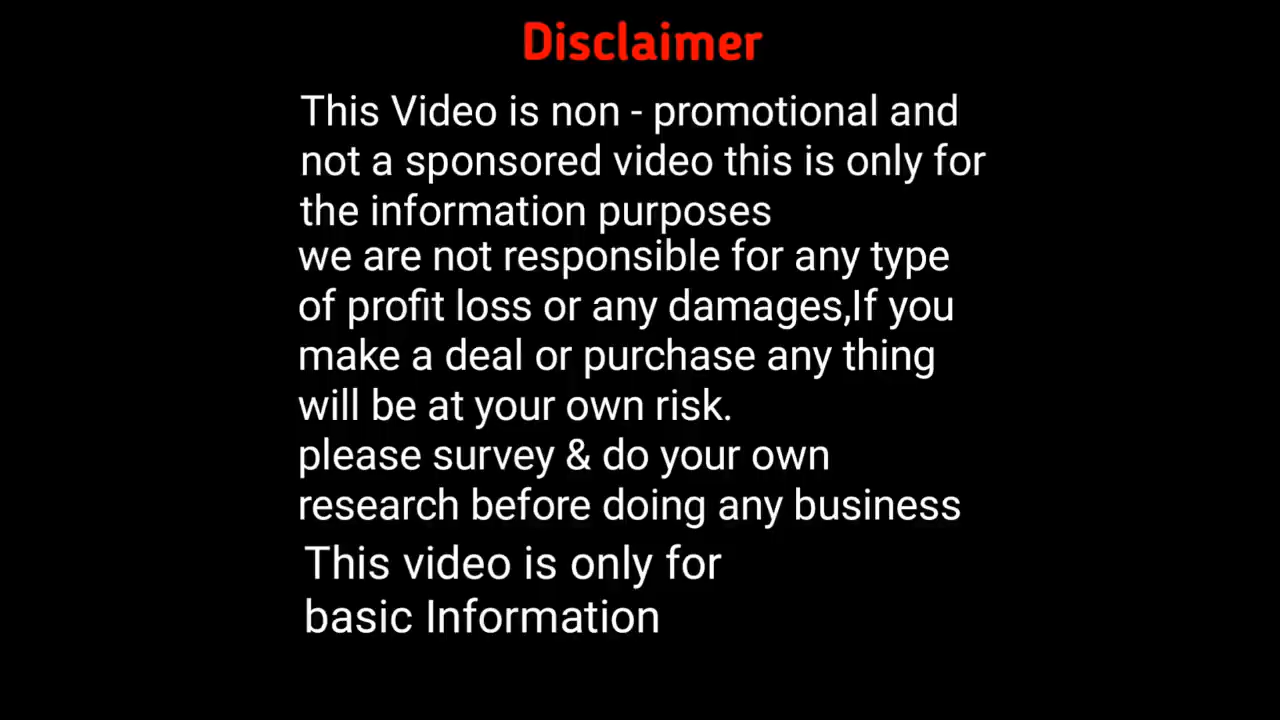 Disclaimer
This Video is non - promotional and
not a sponsored video this is only for
the information purposes
we are not responsible for any type
of profit loss or any damages,If you
make a deal or purchase any thing
will be at your own risk.
please survey & do your own
research before doing any business
This video is only for
basic Information